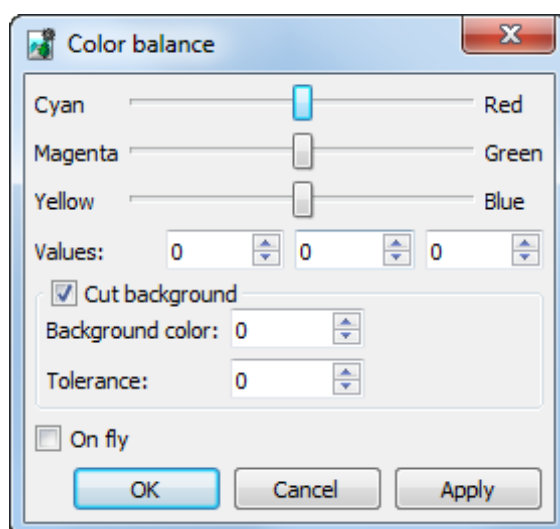 Color balance
Cyan Red
Magenta Green
Yellow Blue
Values: 0 0 0
Cut background
Background color: 0
Tolerance: 0
On fly
OK Cancel Apply